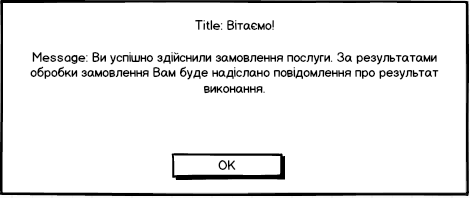 Title: Вітаємо!
Message: Ви успішно здійснили замовлення послуги. За результатами
обробки замовлення Вам буде надіслано повідомлення про результат
виконання.
OK